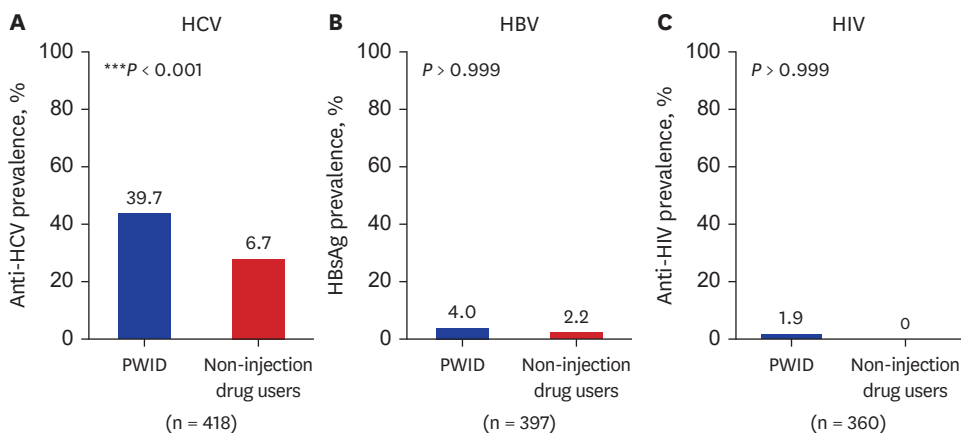 A HCV
100
80
60
40
20
0
Anti-HCV prevalence, %
***P < 0.001
39.7
6.7
PWID
Non-injection
drug users
(n = 418)
B HBV
100
80
60
40
20
0
HBsAg prevalence, %
P > 0.999
4.0
2.2
PWID
Non-injection
drug users
(n = 397)
C HIV
100
80
60
40
20
0
Anti-HIV prevalence, %
P > 0.999
1.9
0
PWID
Non-injection
drug users
(n = 360)